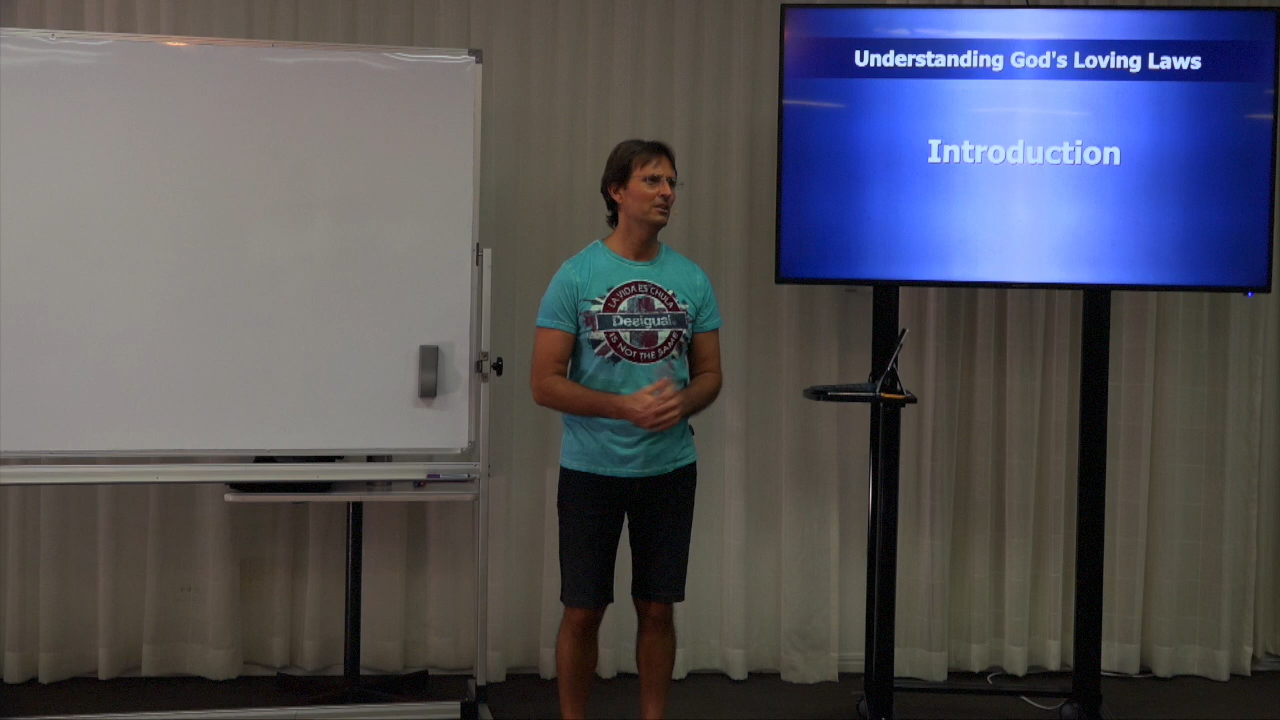 Understanding God's Loving Laws
Introduction
LA VIDA ES CHULA
Desigual
IS NOT THE SAME